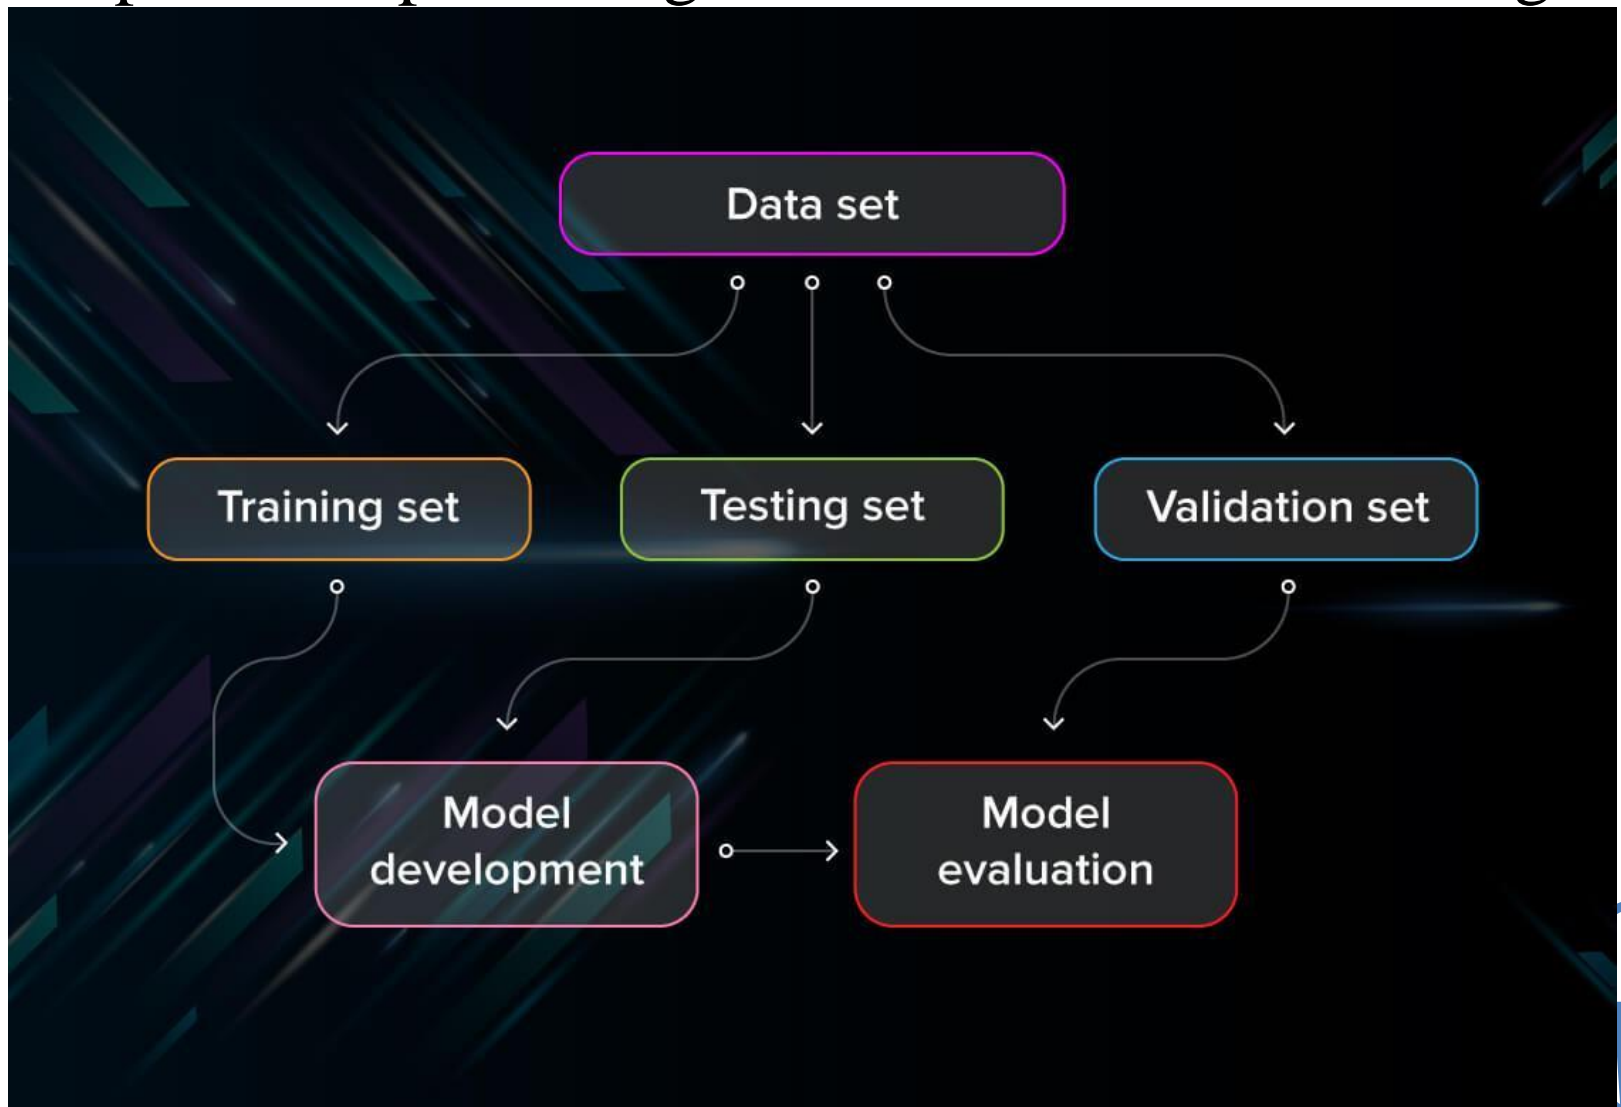 Data set
Training set
Testing set
Validation set
Model
development
Model
evaluation